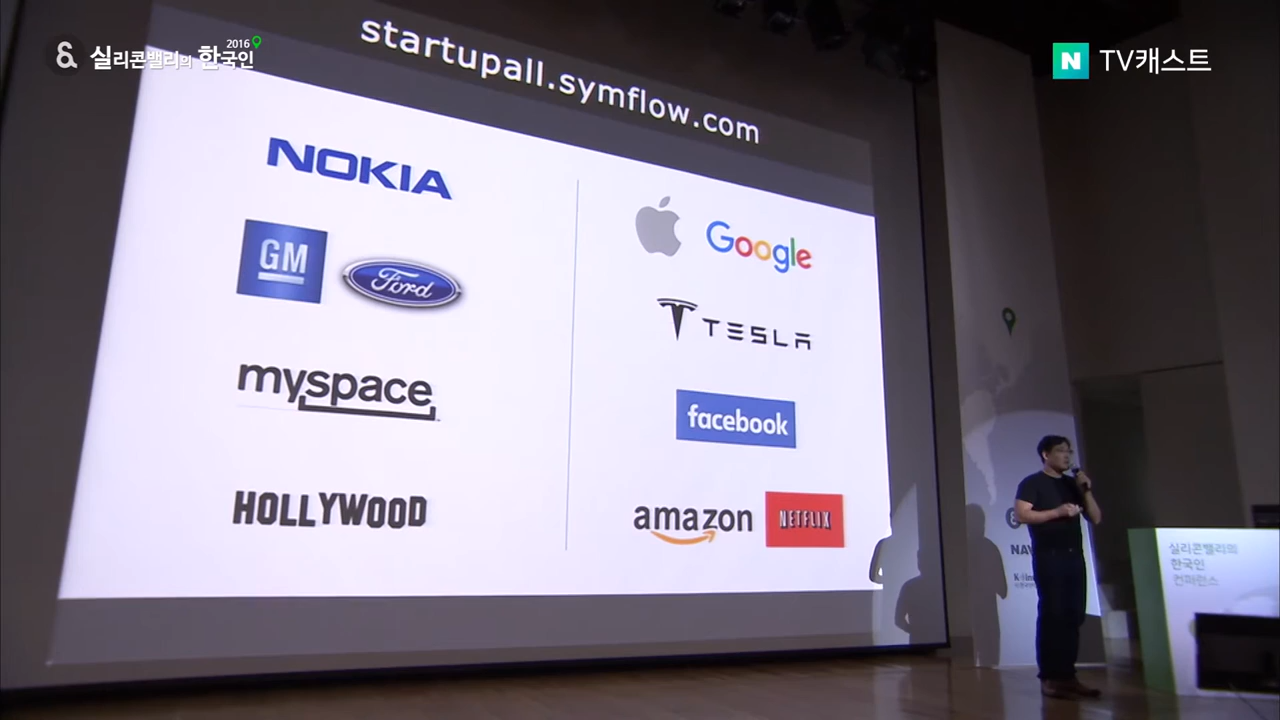 실리콘밸리의 한국인
2016
N TV캐스트
startupall.symflow.com
NOKIA
GM
Ford
myspace
HOLLYWOOD
Google
TESLA
facebook
amazon
NETFLIX
실리콘밸리의
한국인
컨퍼런스